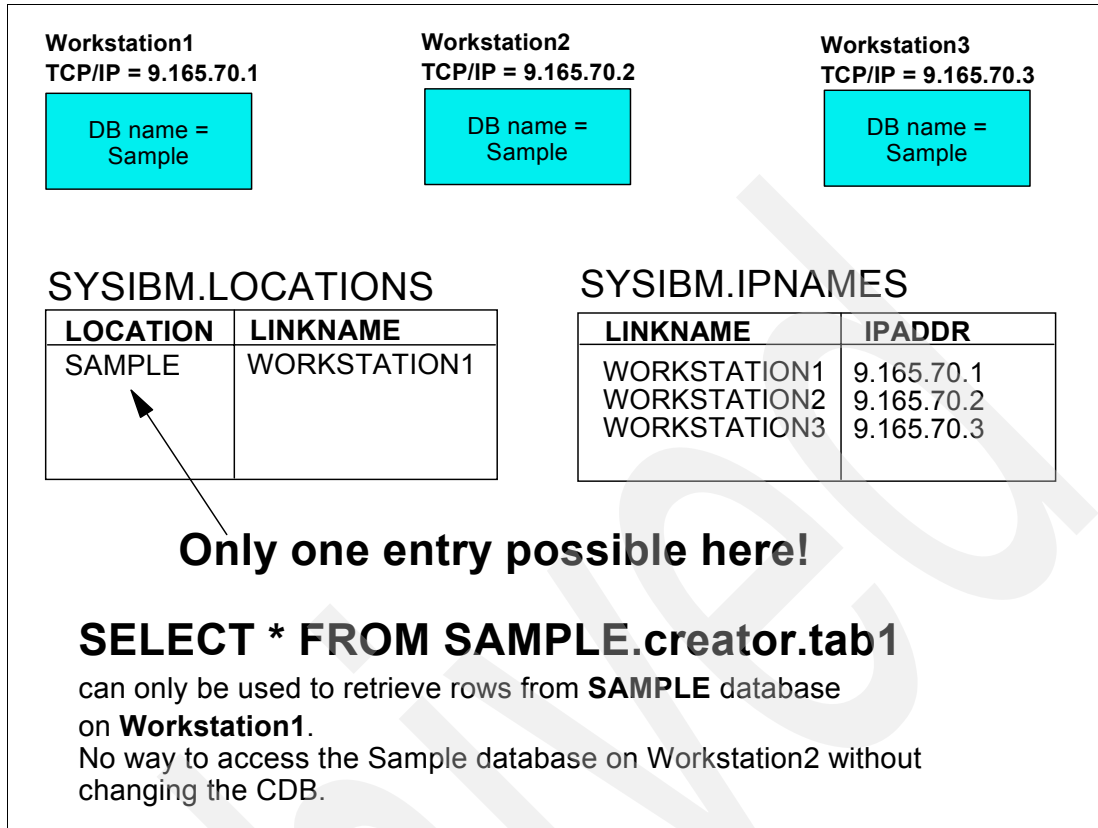 Workstation1
TCP/IP = 9.165.70.1
DB name =
Sample
Workstation2
TCP/IP = 9.165.70.2
DB name =
Sample
Workstation3
TCP/IP = 9.165.70.3
DB name =
Sample
SYSIBM.LOCATIONS
LOCATION LINKNAME
SAMPLE WORKSTATION1
SYSIBM.IPNAMES
LINKNAME IPADDR
WORKSTATION1 9.165.70.1
WORKSTATION2 9.165.70.2
WORKSTATION3 9.165.70.3
Only one entry possible here!
SELECT * FROM SAMPLE.creator.tab1
can only be used to retrieve rows from SAMPLE database
on Workstation1.
No way to access the Sample database on Workstation2 without
changing the CDB.